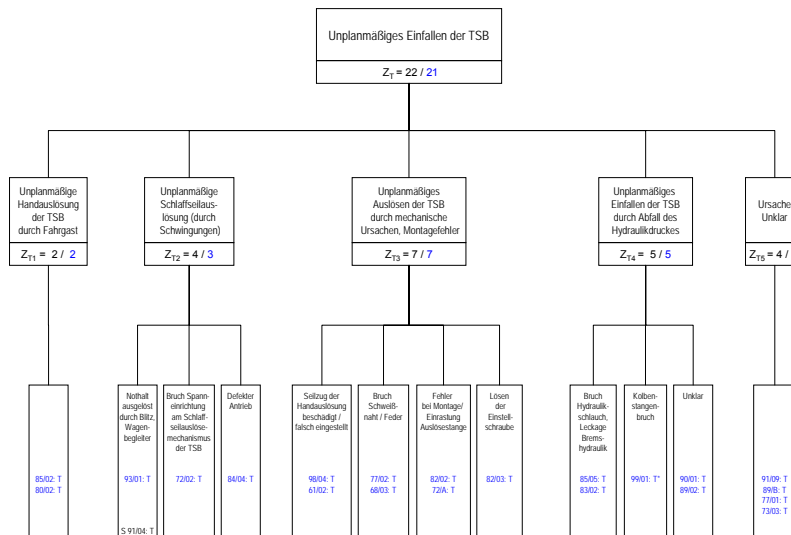 Unplanmäßiges Einfallen der TSB
Z_T = 22 / 21
Unplanmäßige
Handauslösung
der TSB
durch Fahrgast
Z_T1 = 2 / 2
Unplanmäßige
Schlaffseilaus-
lösung (durch
Schwingungen)
Z_T2 = 4 / 3
Unplanmäßiges
Auslösen der TSB
durch mechanische
Ursachen, Montagefehler
Z_T3 = 7 / 7
Unplanmäßiges
Einfallen der TSB
durch Abfall des
Hydraulikdruckes
Z_T4 = 5 / 5
Ursache
Unklar
Z_T5 = 4 /
85/02: T
80/02: T
Nothalt
ausgelöst
durch Blitz,
Wagen-
begleiter
93/01: T
S 91/04: T
Bruch Spann-
einrichtung
am Schlaff-
seilauslöse-
mechanismus
der TSB
72/02: T
Defekter
Antrieb
84/04: T
Seilzug der
Handauslösung
beschädigt /
falsch eingestellt
98/04: T
61/02: T
Bruch
Schweiß-
naht / Feder
77/02: T
68/03: T
Fehler
bei Montage/
Einrastung
Auslösestange
82/02: T
72/A: T
Lösen
der
Einstell-
schraube
82/03: T
Bruch
Hydraulik-
schlauch,
Leckage
Brems-
hydraulik
85/05: T
83/02: T
Kolben-
stangen-
bruch
99/01: T*
Unklar
90/01: T
89/02: T
91/09: T
89/B: T
77/01: T
73/03: T